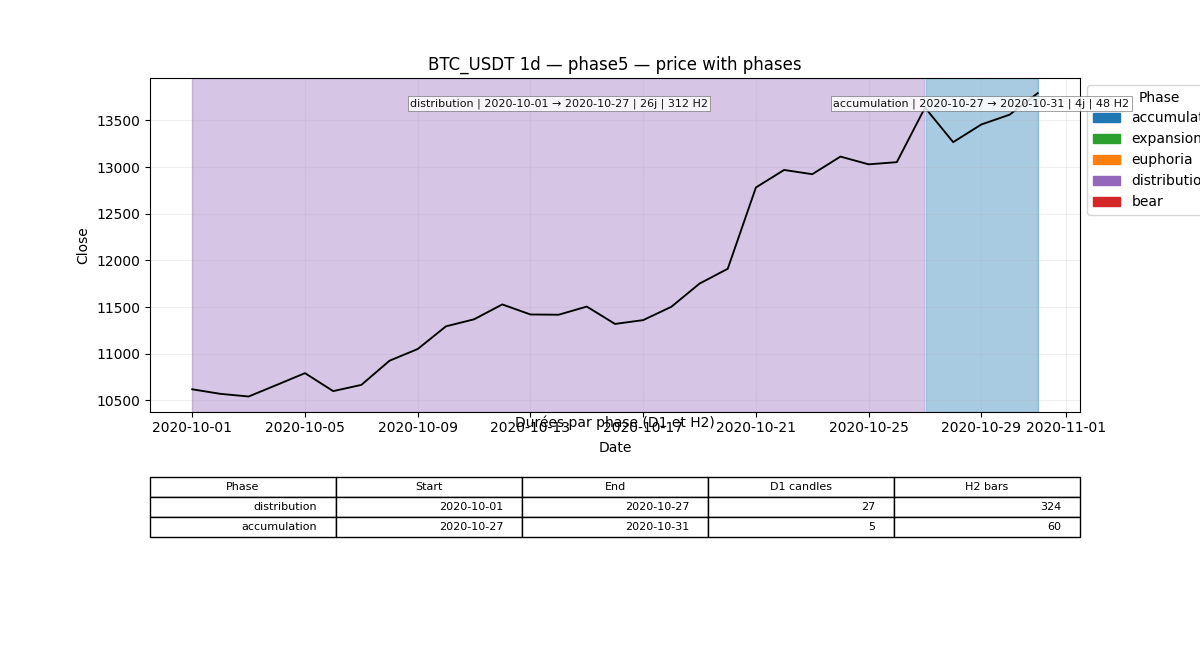 BTC_USDT 1d — phase5 — price with phases
distribution | 2020-10-01 → 2020-10-27 | 26j | 312 H2
accumulation | 2020-10-27 → 2020-10-31 | 4j | 48 H2
Phase
accumulat
expansion
euphoria
distributio
bear
Close
13500
13000
12500
12000
11500
11000
10500
2020-10-01 2020-10-05 2020-10-09 2020-10-13 2020-10-17 2020-10-21 2020-10-25 2020-10-29 2020-11-01
Durées par phase (D1 et H2)
Date
Phase Start End D1 candles H2 bars
distribution 2020-10-01 2020-10-27 27 324
accumulation 2020-10-27 2020-10-31 5 60